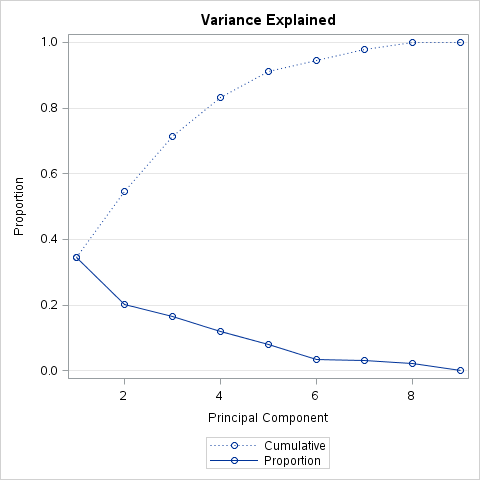 Variance Explained
1.0
0.8
0.6
0.4
0.2
0.0
Proportion
2 4 6 8
Principal Component
Cumulative
Proportion